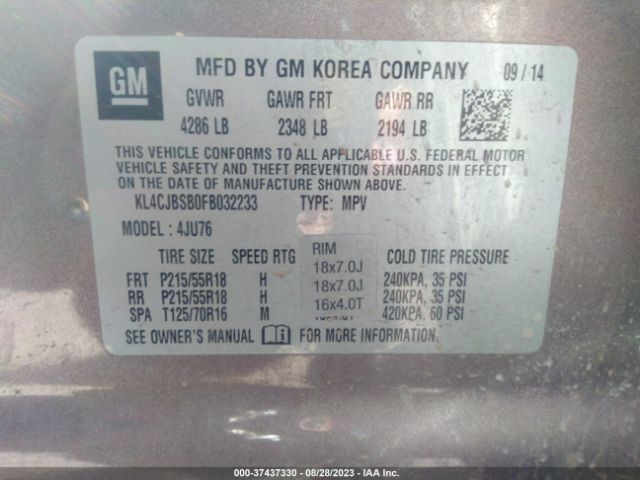 GM
MFD BY GM KOREA COMPANY 09/14
GVWR GAWR FRT GAWR RR
4286 LB 2348 LB 2194 LB
THIS VEHICLE CONFORMS TO ALL APPLICABLE U.S. FEDERAL MOTOR
VEHICLE SAFETY AND THEFT PREVENTION STANDARDS IN EFFECT ON
THE DATE OF MANUFACTURE SHOWN ABOVE.
KL4CJBSB0FB032233 TYPE: MPV
MODEL: 4JU76
TIRE SIZE SPEED RTG RIM COLD TIRE PRESSURE
FRT P215/55R18 H 18x7.0J 240KPA, 35 PSI
RR P215/55R18 H 18x7.0J 240KPA, 35 PSI
SPA T125/70R16 M 16x4.0T 420KPA, 60 PSI
SEE OWNER'S MANUAL FOR MORE INFORMATION.
000-37437330 - 08/28/2023 - IAA Inc.